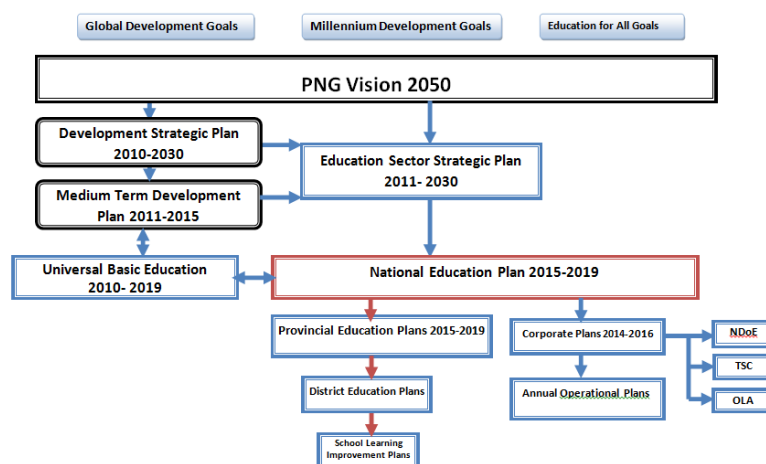 Global Development Goals
Millennium Development Goals
Education for All Goals
PNG Vision 2050
Development Strategic Plan
2010-2030
Education Sector Strategic Plan
2011- 2030
Medium Term Development
Plan 2011-2015
Universal Basic Education
2010- 2019
National Education Plan 2015-2019
Provincial Education Plans 2015-2019
Corporate Plans 2014-2016
NDoE
TSC
OLA
District Education Plans
Annual Operational Plans
School Learning
Improvement Plans